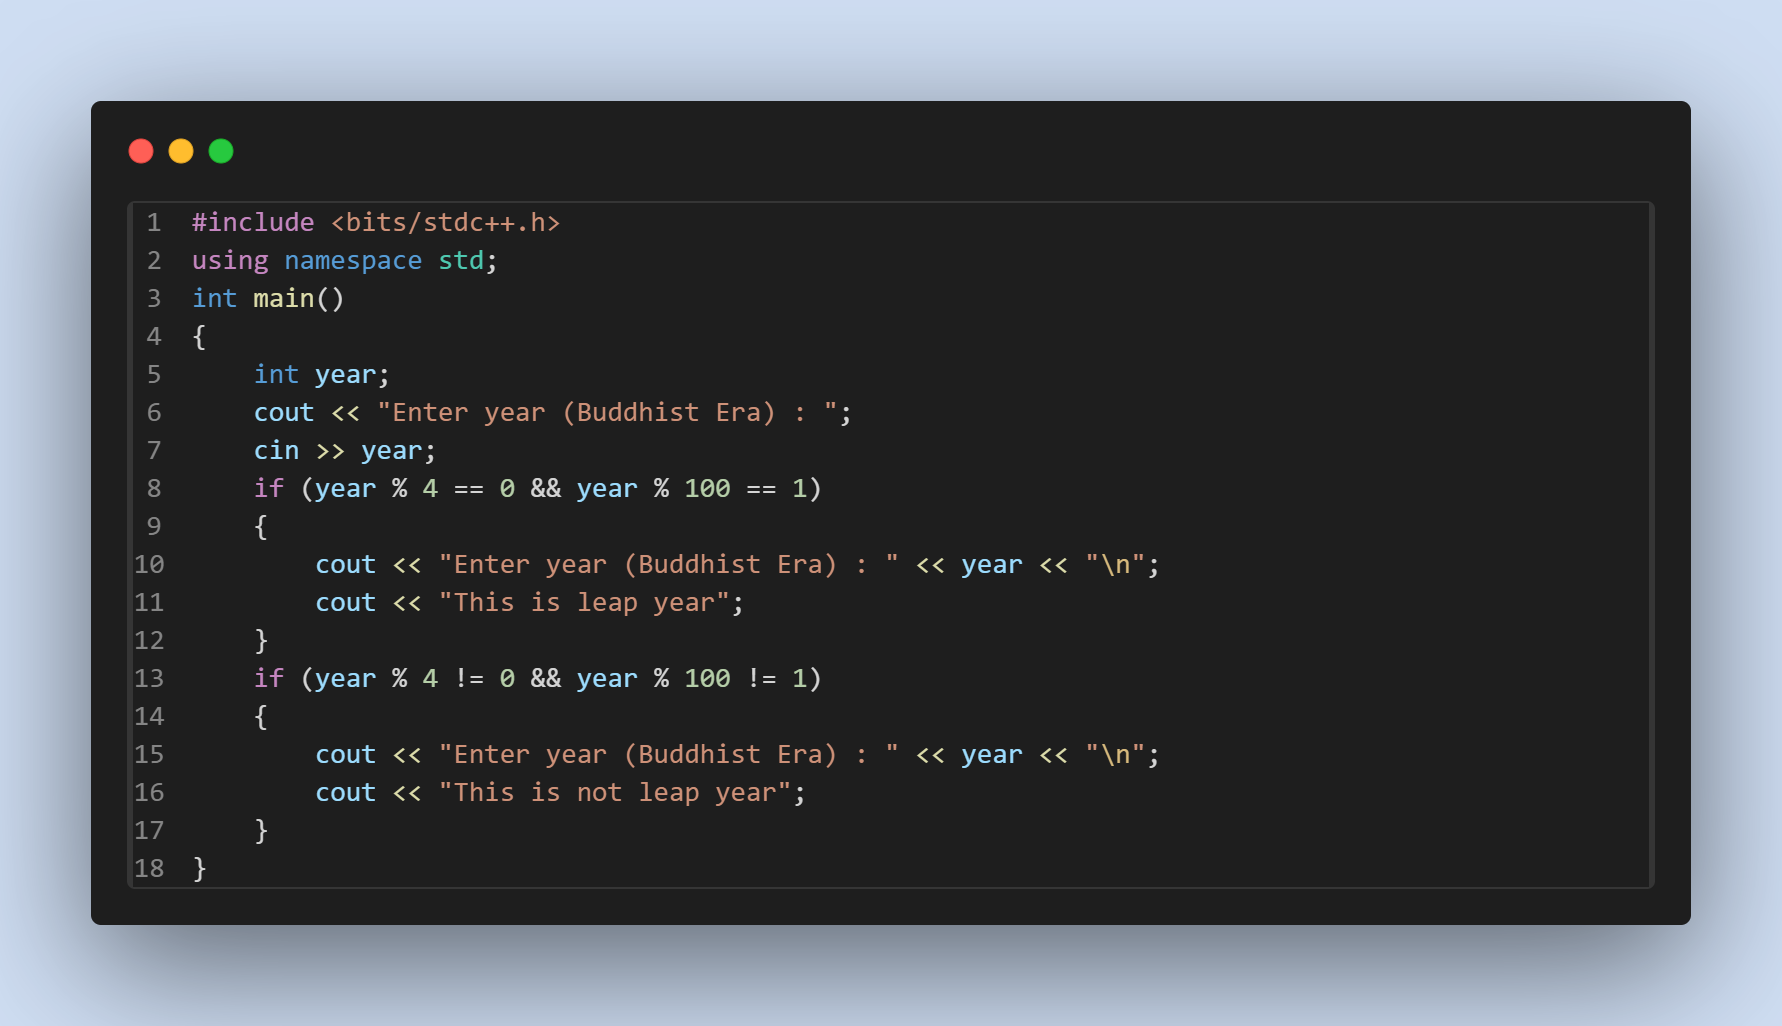 1 #include <bits/stdc++.h>
2 using namespace std;
3 int main()
4 {
5     int year;
6     cout << "Enter year (Buddhist Era) : ";
7     cin >> year;
8     if (year % 4 == 0 && year % 100 == 1)
9     {
10         cout << "Enter year (Buddhist Era) : " << year << "\n";
11         cout << "This is leap year";
12     }
13     if (year % 4 != 0 && year % 100 != 1)
14     {
15         cout << "Enter year (Buddhist Era) : " << year << "\n";
16         cout << "This is not leap year";
17     }
18 }